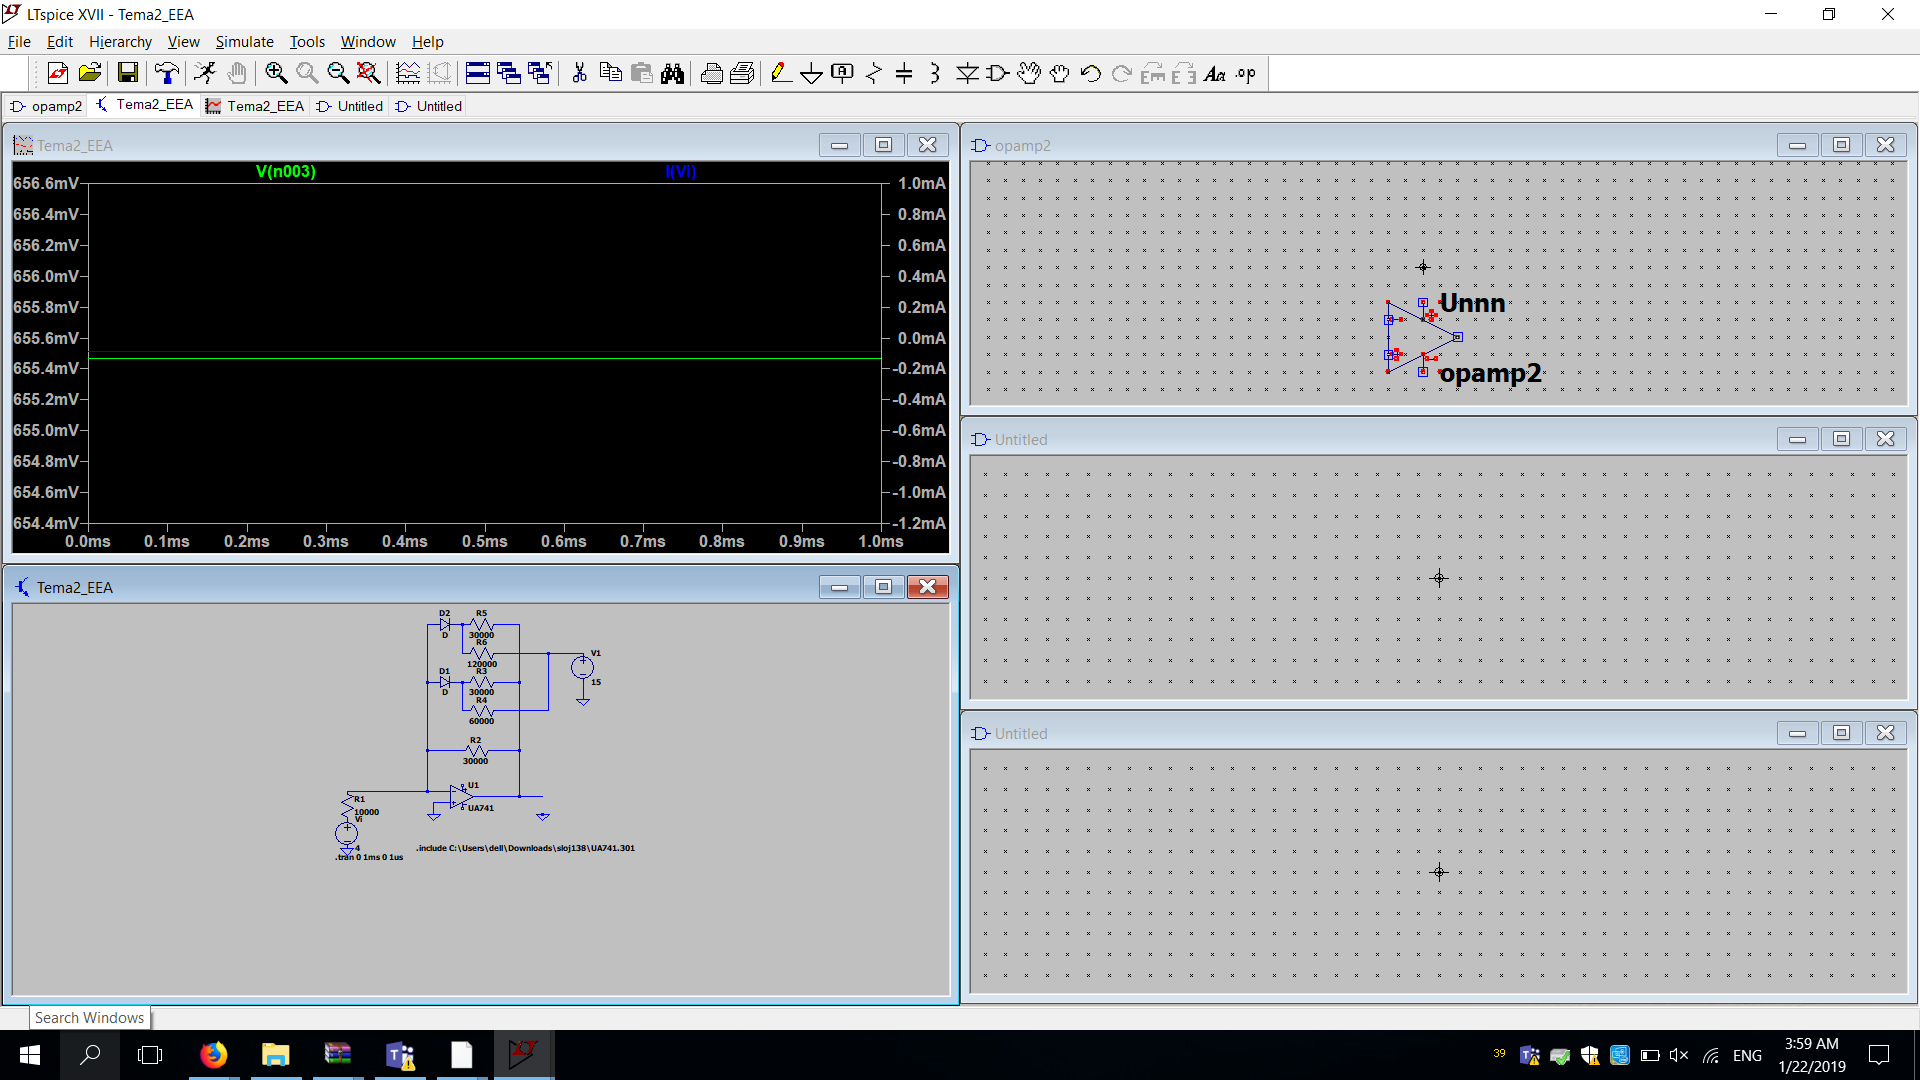 LTspice XVII - Tema2_EEA
File Edit Hierarchy View Simulate Tools Window Help
opamp2 Tema2_EEA Tema2_EEA Untitled Untitled
Tema2_EEA
V(n003) I(Vi)
656.6mV 1.0mA
656.4mV 0.8mA
656.2mV 0.6mA
656.0mV 0.4mA
655.8mV 0.2mA
655.6mV 0.0mA
655.4mV -0.2mA
655.2mV -0.4mA
655.0mV -0.6mA
654.8mV -0.8mA
654.6mV -1.0mA
654.4mV -1.2mA
0.0ms 0.1ms 0.2ms 0.3ms 0.4ms 0.5ms 0.6ms 0.7ms 0.8ms 0.9ms 1.0ms
Tema2_EEA
D2 R5
D 30000
R6
120000
V1
15
D1 R3
D 30000
R4
60000
R2
30000
U1
UA741
R1
10000
Vi
4
.tran 0 1ms 0 1us
.include C:\Users\dell\Downloads\sloj138\UA741.301
opamp2
Unnn
opamp2
Untitled
Untitled
Search Windows
39 ENG 3:59 AM
1/22/2019